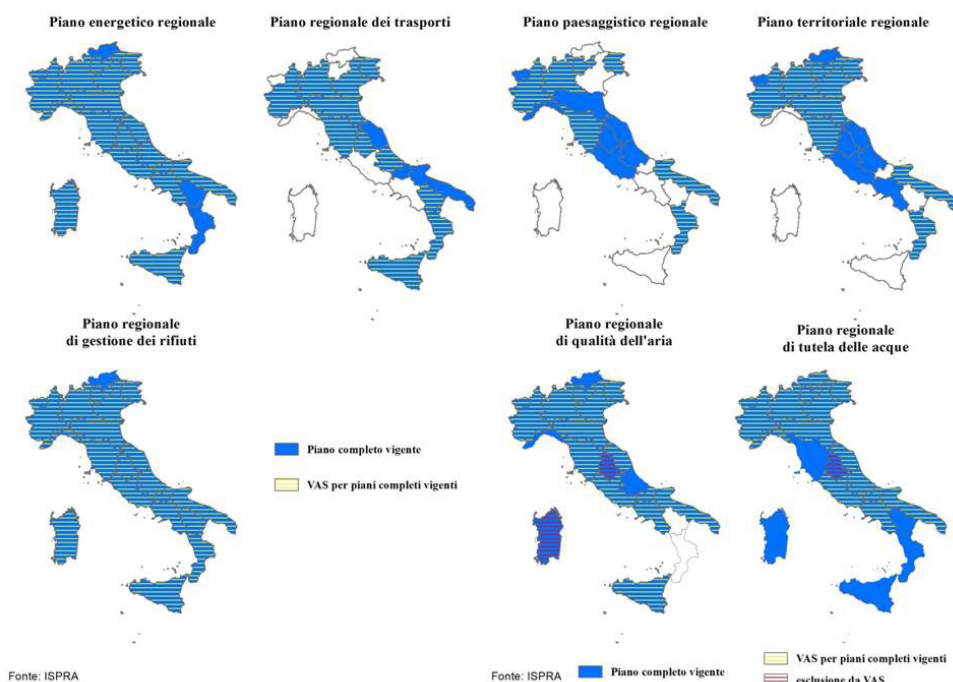 Piano energetico regionale
Piano regionale dei trasporti
Piano paesaggistico regionale
Piano territoriale regionale
Piano regionale
di gestione dei rifiuti
Piano regionale
di qualità dell'aria
Piano regionale
di tutela delle acque
Piano completo vigente
VAS per piani completi vigenti
Fonte: ISPRA
Fonte: ISPRA
Piano completo vigente
VAS per piani completi vigenti
esclusione da VAS